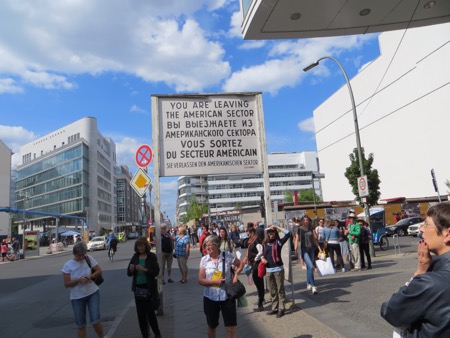 YOU ARE LEAVING
THE AMERICAN SECTOR
ВЫ ВЫЕЗЖАЕТЕ ИЗ
АМЕРИКАНСКОГО СЕКТОРА
VOUS SORTEZ
DU SECTEUR AMÉRICAIN
SIE VERLASSEN DEN AMERIKANISCHEN SEKTOR